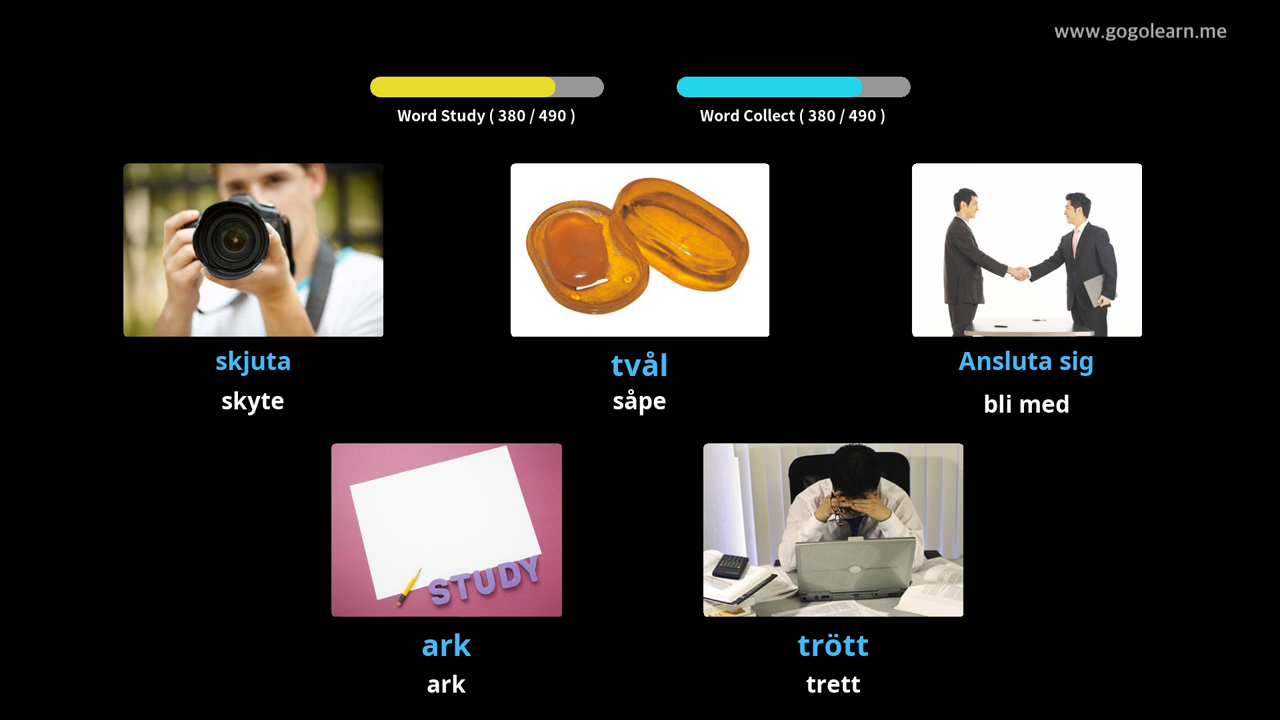 www.gogolearn.me
Word Study ( 380 / 490 )
Word Collect ( 380 / 490 )
skjuta
skyte
tvål
såpe
Ansluta sig
bli med
STUDY
ark
ark
trött
trett